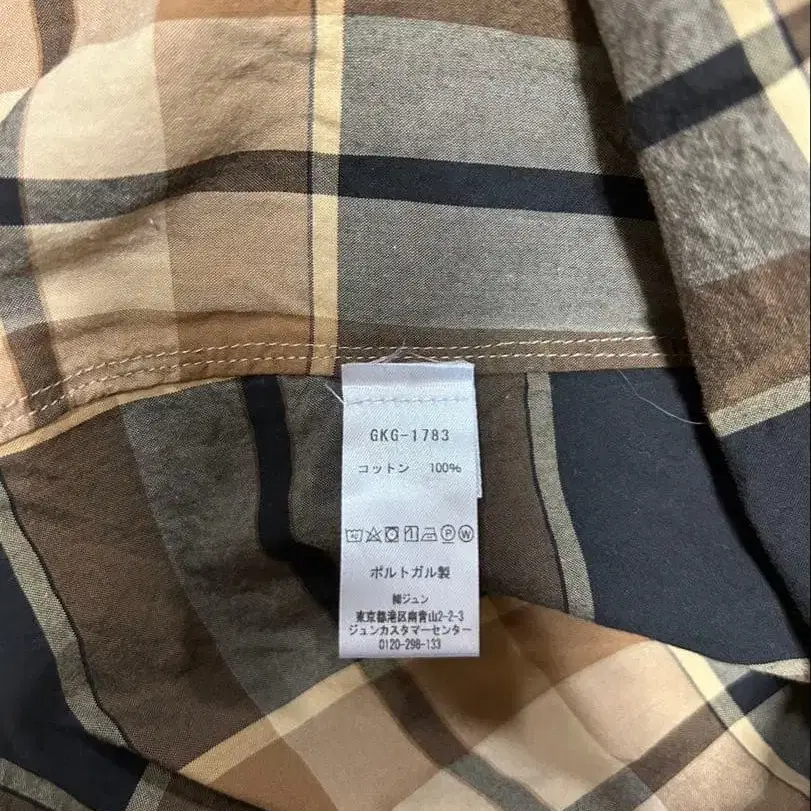 GKG-1783
コットン 100%
ポルトガル製
㈱ジュン
東京都港区南青山2-2-3
ジュンカスタマーセンター
0120-298-133